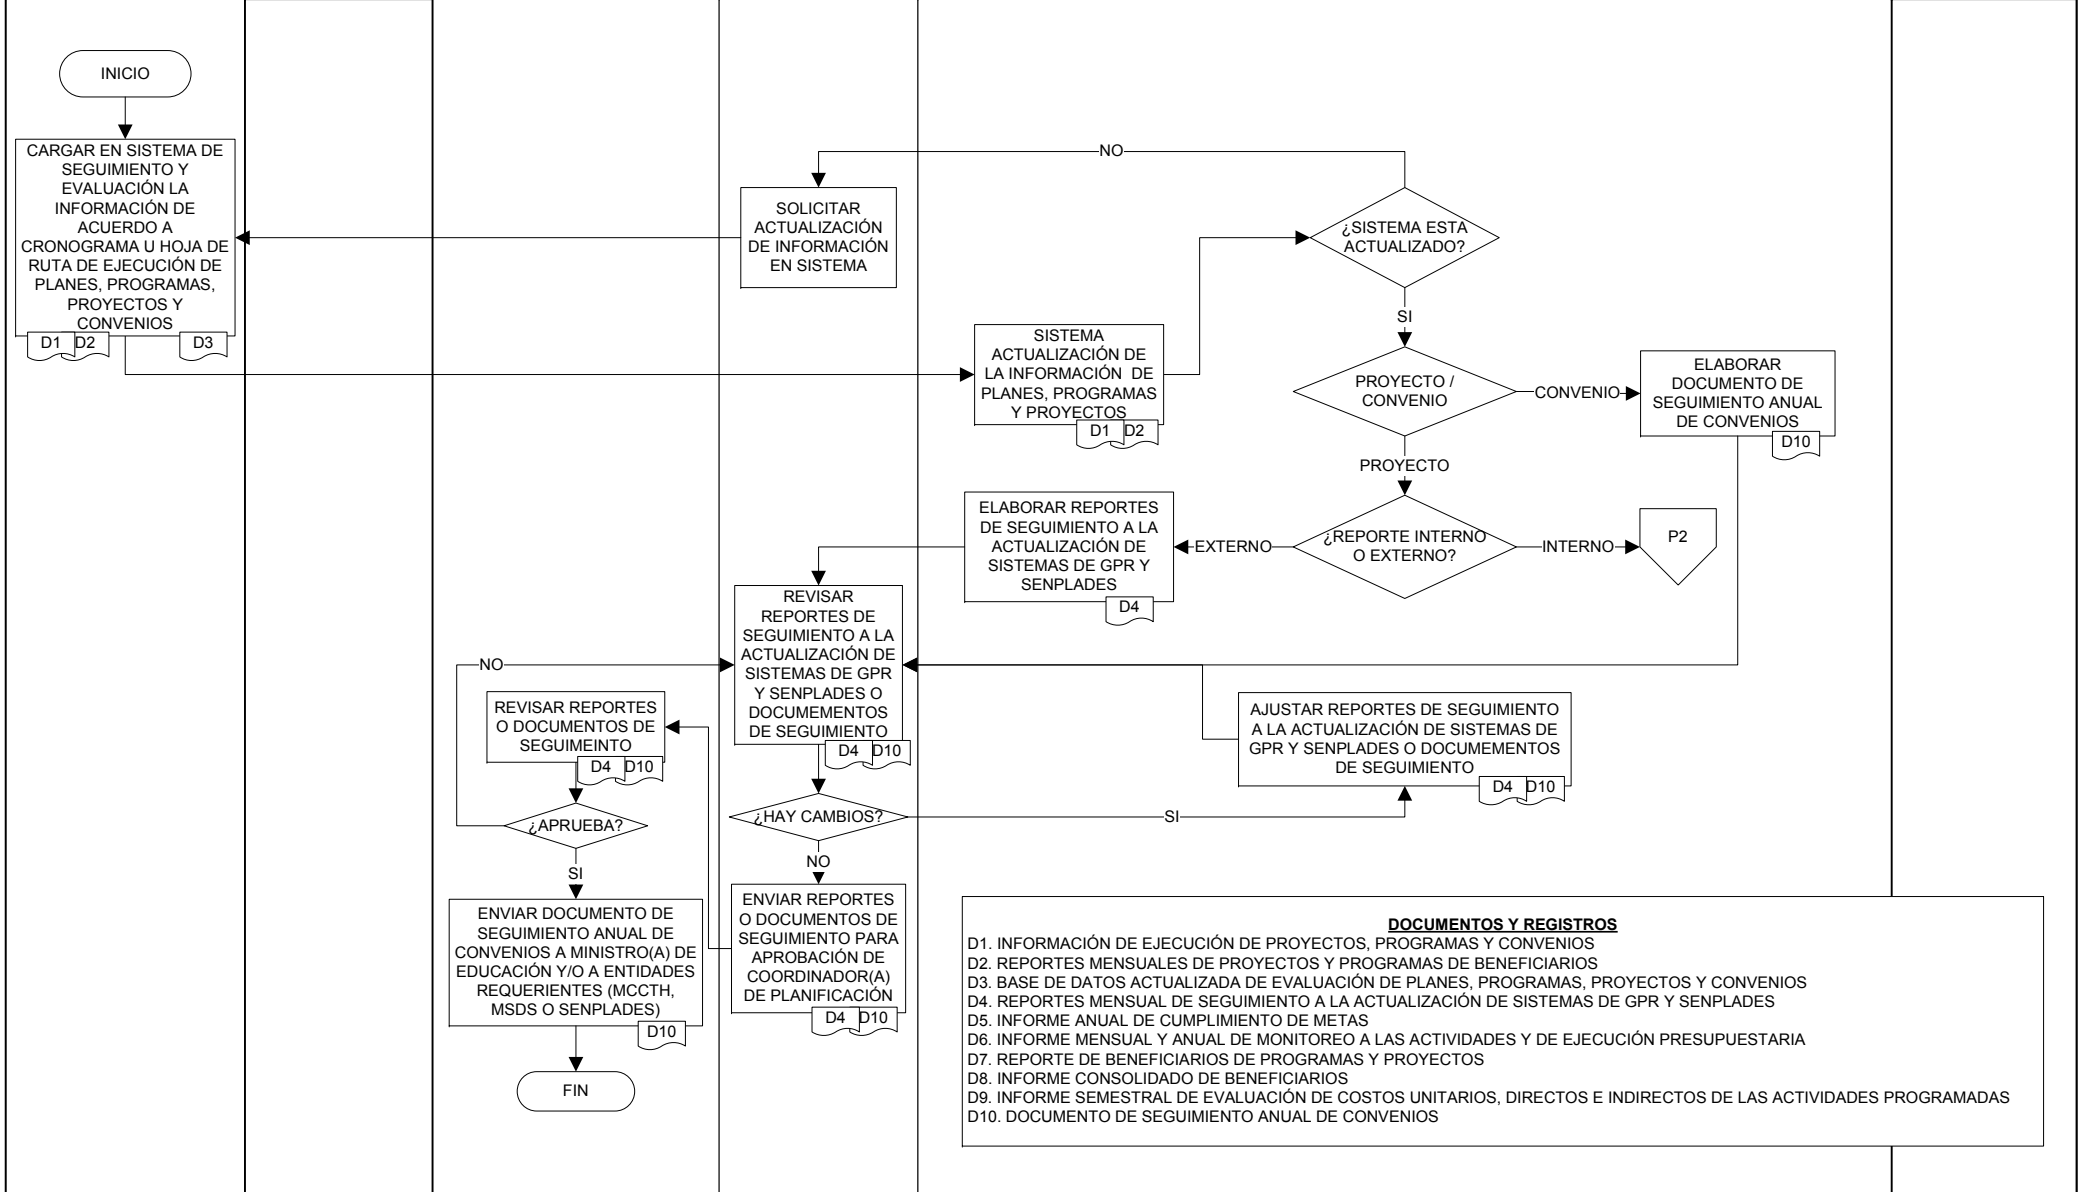 INICIO
CARGAR EN SISTEMA DE
SEGUIMIENTO Y
EVALUACIÓN LA
INFORMACIÓN DE
ACUERDO A
CRONOGRAMA U HOJA DE
RUTA DE EJECUCIÓN DE
PLANES, PROGRAMAS,
PROYECTOS Y
CONVENIOS
D1 D2 D3
NO
SOLICITAR
ACTUALIZACIÓN
DE INFORMACIÓN
EN SISTEMA
¿SISTEMA ESTA
ACTUALIZADO?
SI
SISTEMA
ACTUALIZACIÓN DE
LA INFORMACIÓN DE
PLANES, PROGRAMAS
Y PROYECTOS
D1 D2
PROYECTO /
CONVENIO
CONVENIO
ELABORAR
DOCUMENTO DE
SEGUIMIENTO ANUAL
DE CONVENIOS
D10
PROYECTO
ELABORAR REPORTES
DE SEGUIMIENTO A LA
ACTUALIZACIÓN DE
SISTEMAS DE GPR Y
SENPLADES
D4
EXTERNO
¿REPORTE INTERNO
O EXTERNO?
INTERNO
P2
REVISAR
REPORTES DE
SEGUIMIENTO A LA
ACTUALIZACIÓN DE
SISTEMAS DE GPR
Y SENPLADES O
DOCUMEMENTOS
DE SEGUIMIENTO
D4 D10
NO
REVISAR REPORTES
O DOCUMENTOS DE
SEGUIMEINTO
D4 D10
AJUSTAR REPORTES DE SEGUIMIENTO
A LA ACTUALIZACIÓN DE SISTEMAS DE
GPR Y SENPLADES O DOCUMEMENTOS
DE SEGUIMIENTO
D4 D10
¿APRUEBA?
¿HAY CAMBIOS?
SI
NO
SI
ENVIAR DOCUMENTO DE
SEGUIMIENTO ANUAL DE
CONVENIOS A MINISTRO(A) DE
EDUCACIÓN Y/O A ENTIDADES
REQUERIENTES (MCCTH,
MSDS O SENPLADES)
D10
ENVIAR REPORTES
O DOCUMENTOS DE
SEGUIMIENTO PARA
APROBACIÓN DE
COORDINADOR(A)
DE PLANIFICACIÓN
D4 D10
FIN
DOCUMENTOS Y REGISTROS
D1. INFORMACIÓN DE EJECUCIÓN DE PROYECTOS, PROGRAMAS Y CONVENIOS
D2. REPORTES MENSUALES DE PROYECTOS Y PROGRAMAS DE BENEFICIARIOS
D3. BASE DE DATOS ACTUALIZADA DE EVALUACIÓN DE PLANES, PROGRAMAS, PROYECTOS Y CONVENIOS
D4. REPORTES MENSUAL DE SEGUIMIENTO A LA ACTUALIZACIÓN DE SISTEMAS DE GPR Y SENPLADES
D5. INFORME ANUAL DE CUMPLIMIENTO DE METAS
D6. INFORME MENSUAL Y ANUAL DE MONITOREO A LAS ACTIVIDADES Y DE EJECUCIÓN PRESUPUESTARIA
D7. REPORTE DE BENEFICIARIOS DE PROGRAMAS Y PROYECTOS
D8. INFORME CONSOLIDADO DE BENEFICIARIOS
D9. INFORME SEMESTRAL DE EVALUACIÓN DE COSTOS UNITARIOS, DIRECTOS E INDIRECTOS DE LAS ACTIVIDADES PROGRAMADAS
D10. DOCUMENTO DE SEGUIMIENTO ANUAL DE CONVENIOS